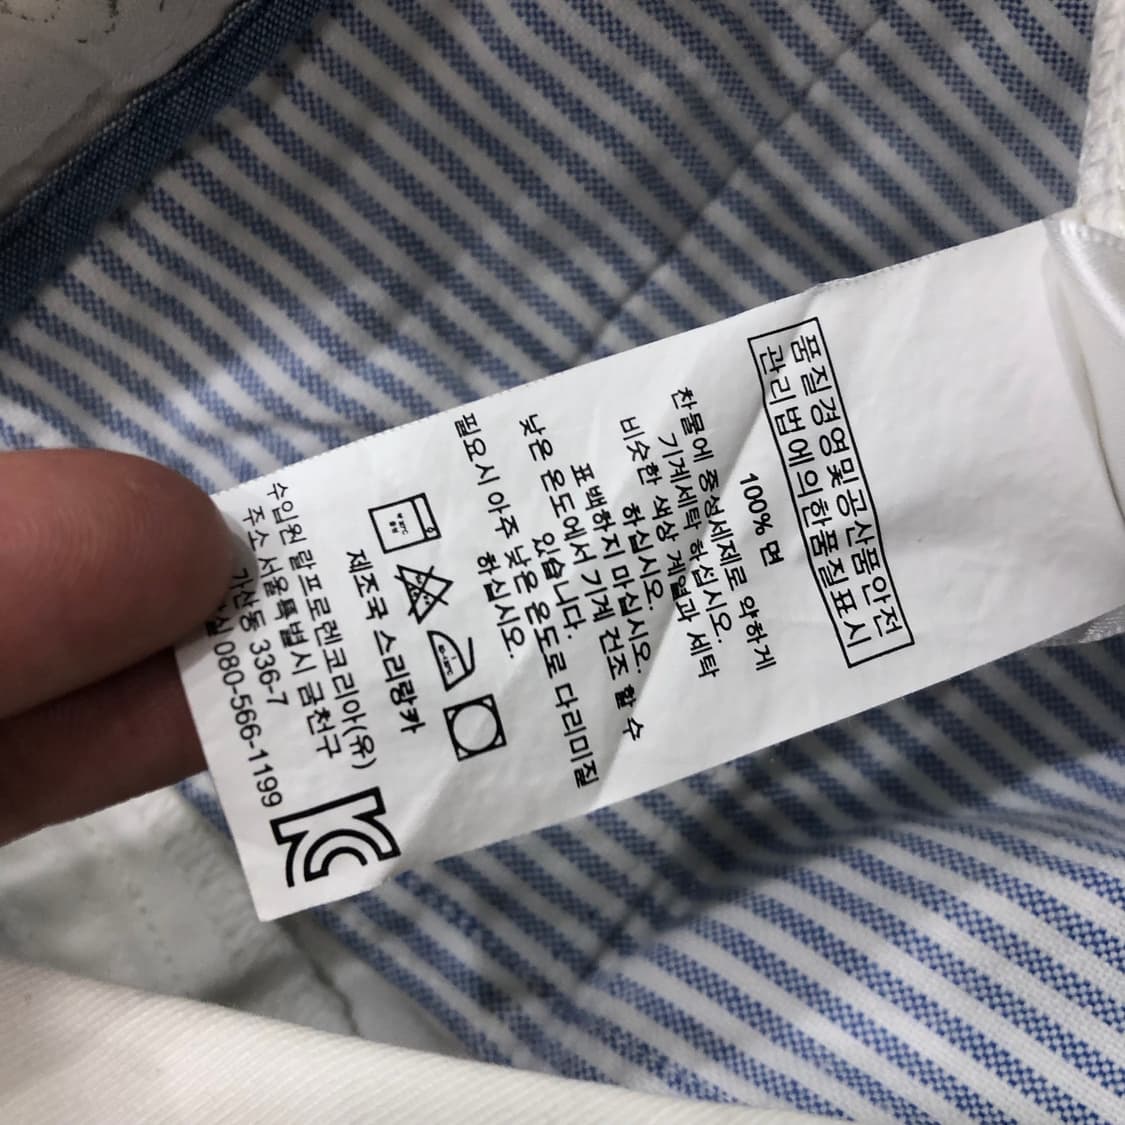 품질경영및공산품안전
관리법에의한품질표시
100% 면
찬물에 중성세제로 약하게
기계세탁 하십시오.
비슷한 색상 계열과 세탁
하십시오.
표백하지 마십시오.
낮은 온도에서 기계 건조 할 수
있습니다.
필요시 아주 낮은 온도로 다리미질
하십시오.
제조국 스리랑카
수입원 랄프로렌코리아(유)
주소 서울특별시 금천구
가산동 336-7
080-566-1199